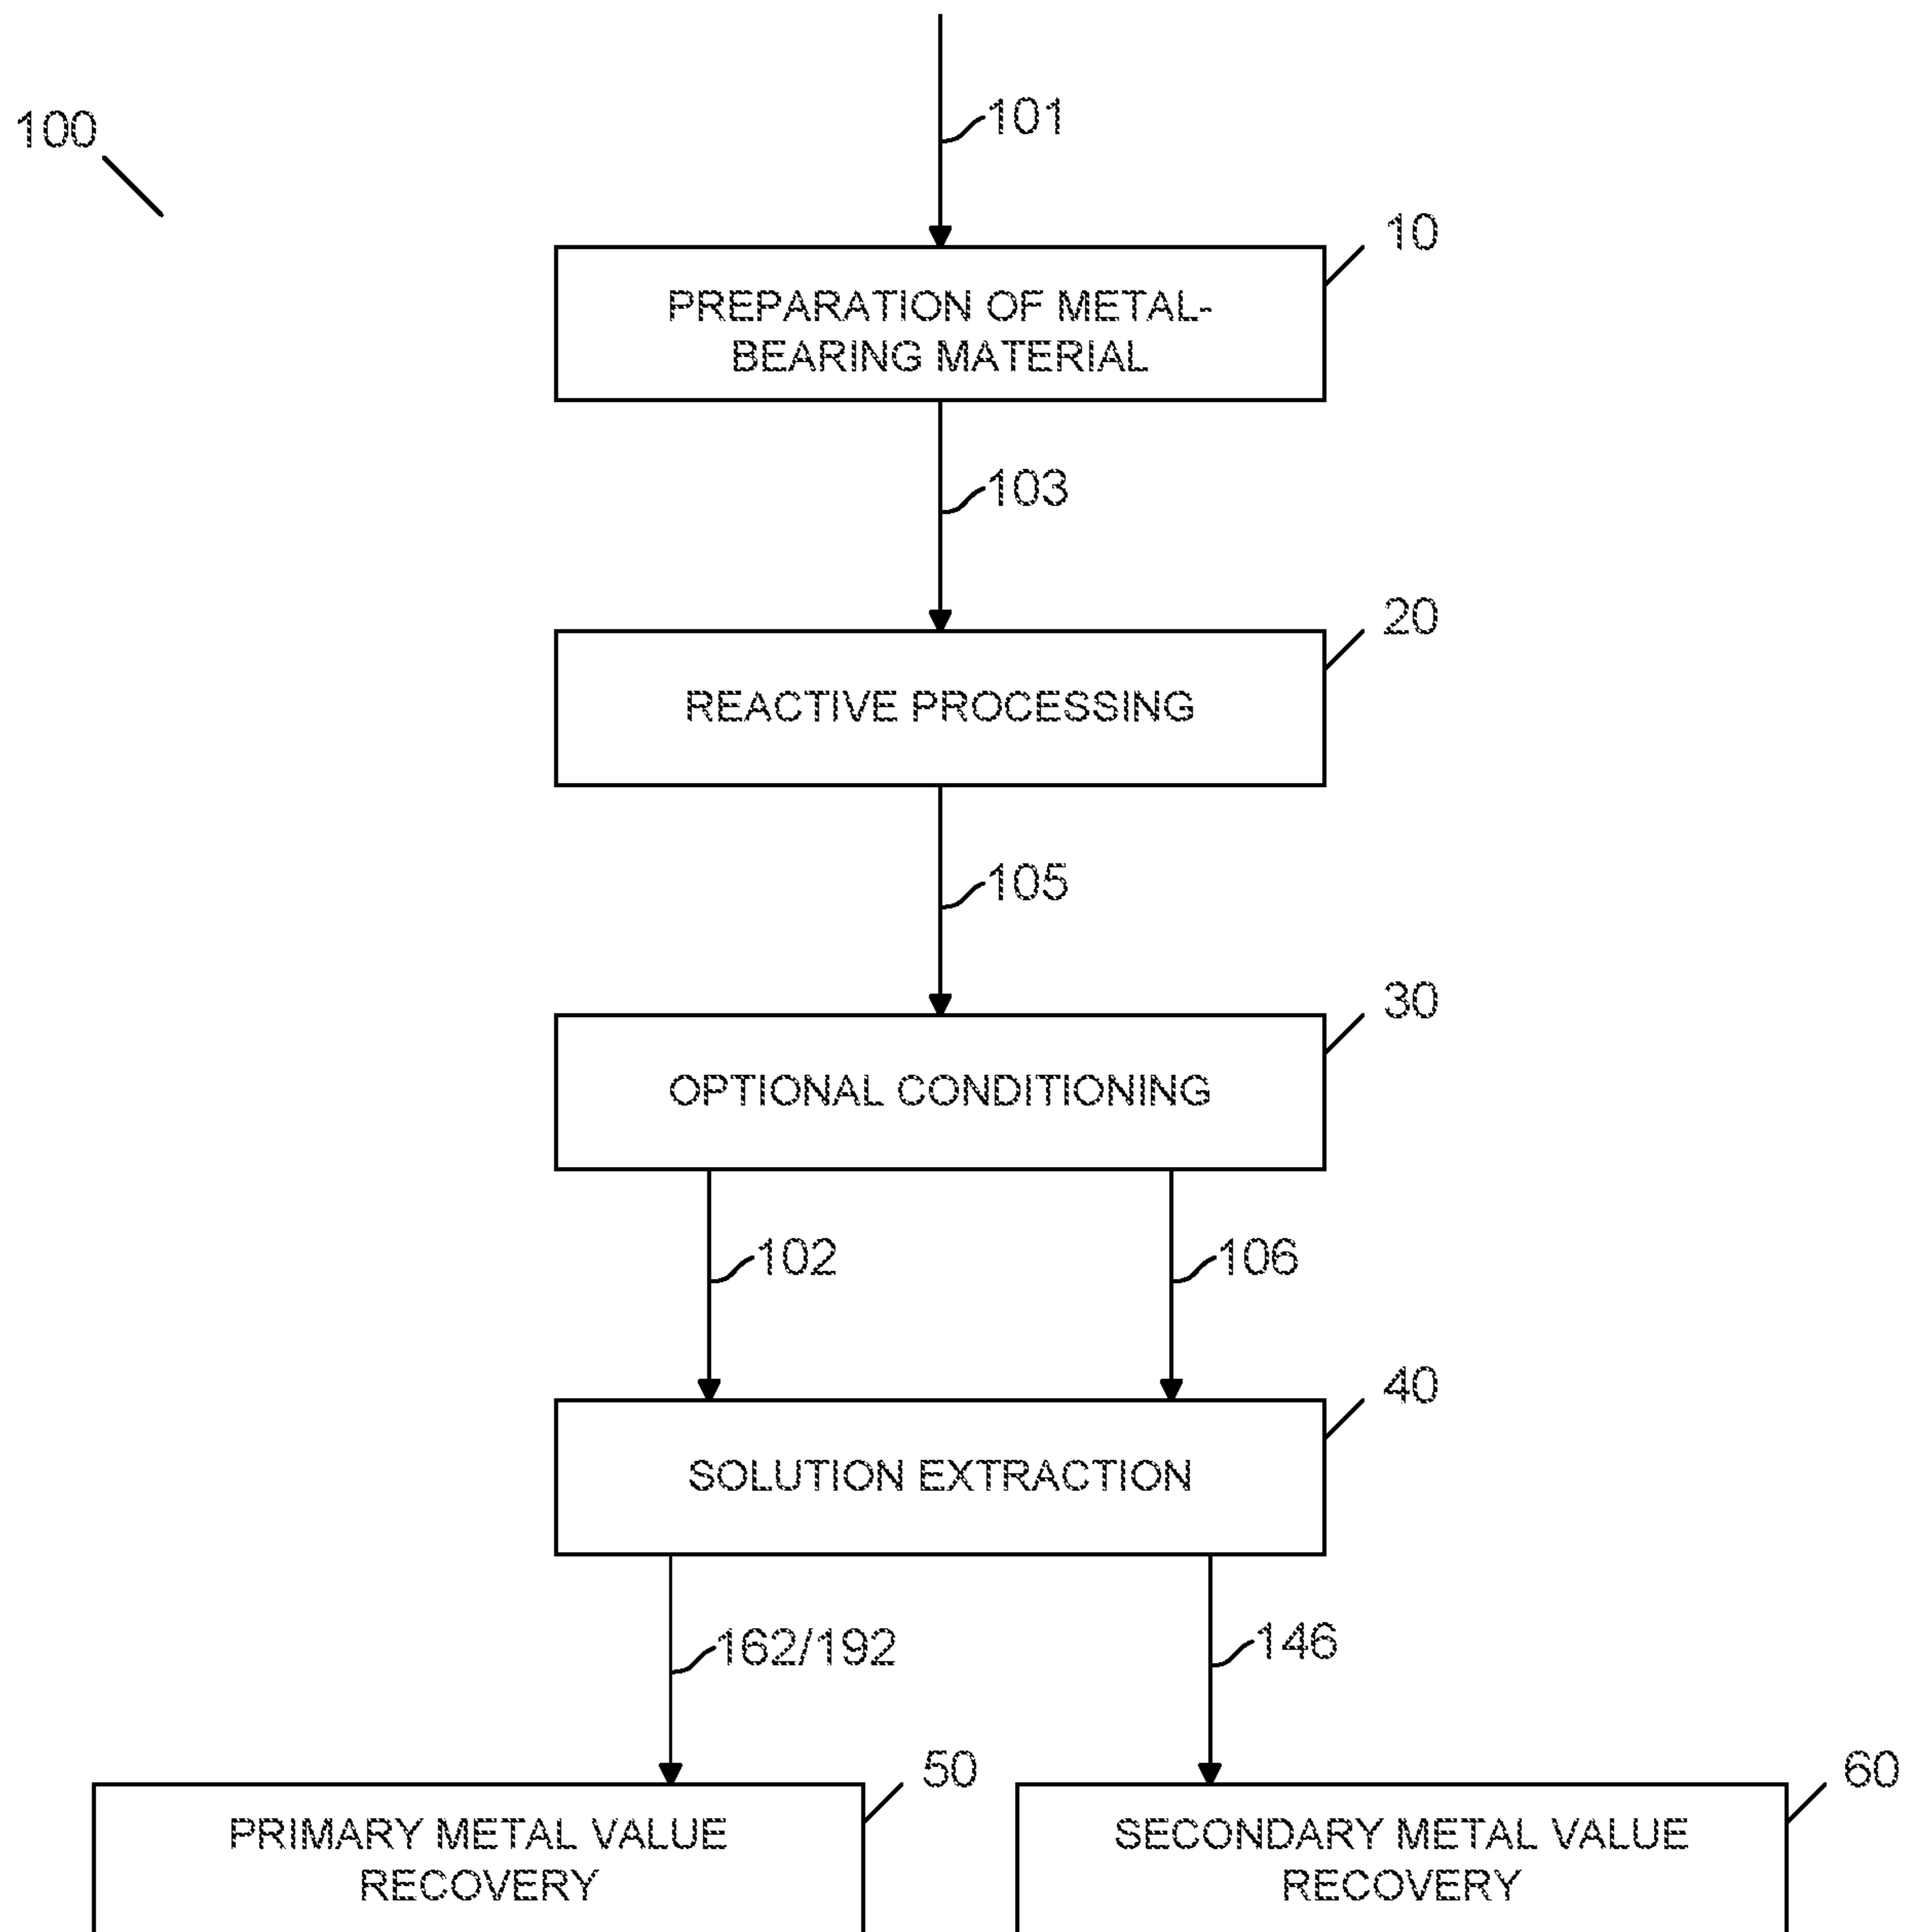 101
100
10
PREPARATION OF METAL-
BEARING MATERIAL
103
20
REACTIVE PROCESSING
105
30
OPTIONAL CONDITIONING
102
106
40
SOLUTION EXTRACTION
162/192
146
50
60
PRIMARY METAL VALUE
RECOVERY
SECONDARY METAL VALUE
RECOVERY